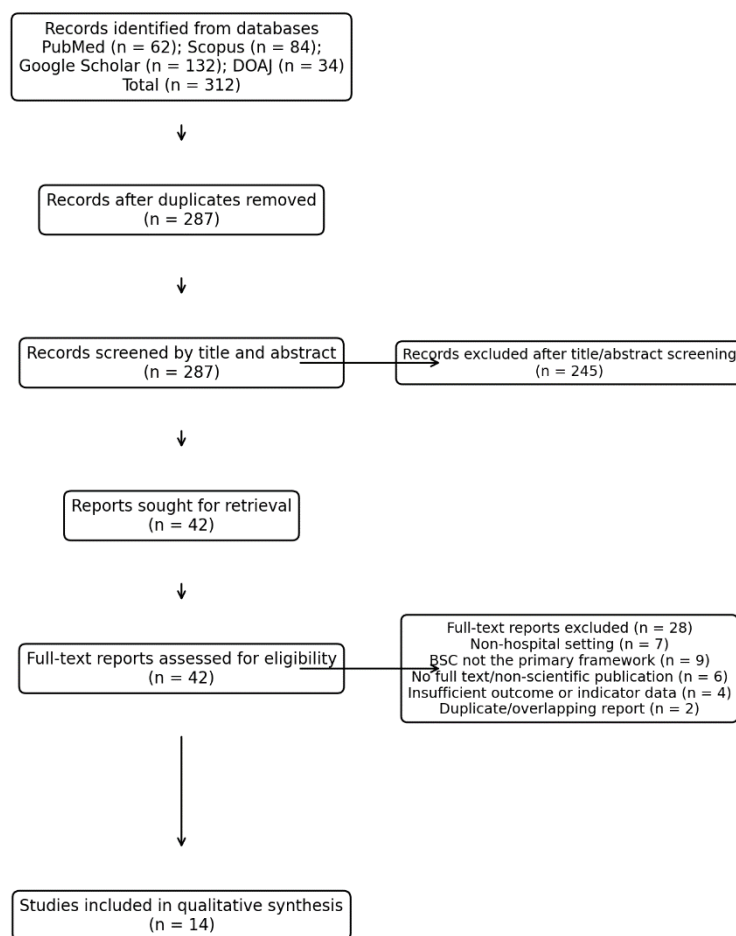 Records identified from databases
PubMed (n = 62); Scopus (n = 84);
Google Scholar (n = 132); DOAJ (n = 34)
Total (n = 312)
Records after duplicates removed
(n = 287)
Records screened by title and abstract
(n = 287)
Records excluded after title/abstract screening
(n = 245)
Reports sought for retrieval
(n = 42)
Full-text reports assessed for eligibility
(n = 42)
Full-text reports excluded (n = 28)
Non-hospital setting (n = 7)
BSC not the primary framework (n = 9)
No full text/non-scientific publication (n = 6)
Insufficient outcome or indicator data (n = 4)
Duplicate/overlapping report (n = 2)
Studies included in qualitative synthesis
(n = 14)